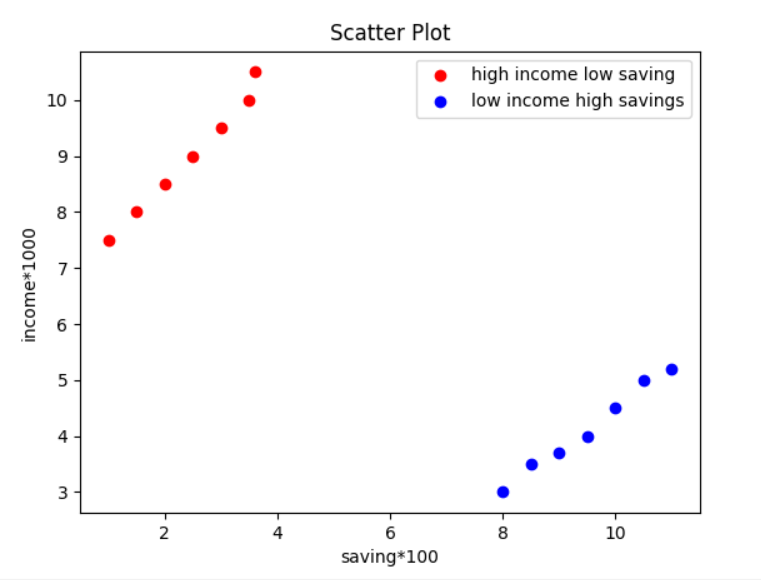 Scatter Plot
high income low saving
low income high savings
10
9
8
7
6
5
4
3
income*1000
2 4 6 8 10
saving*100